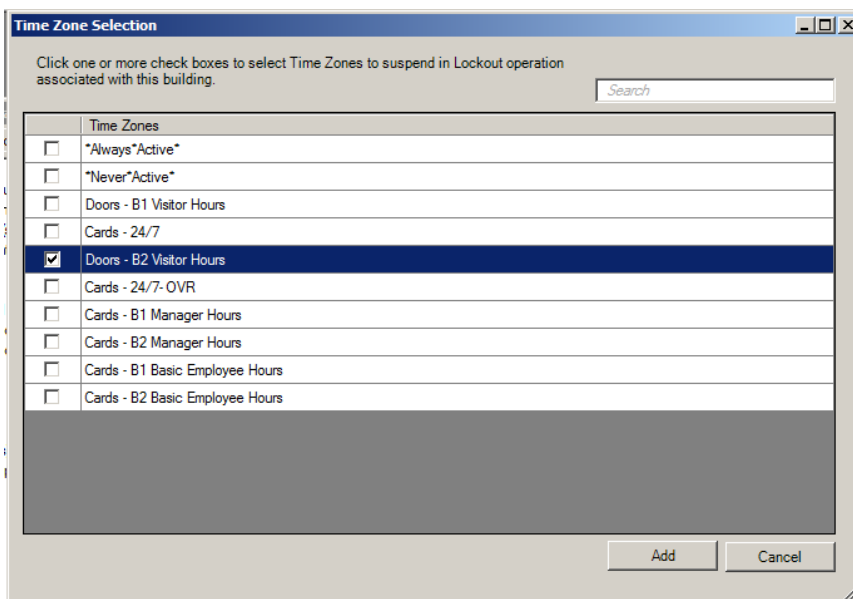 Time Zone Selection
Click one or more check boxes to select Time Zones to suspend in Lockout operation
associated with this building.
Search
Time Zones
*Always*Active*
*Never*Active*
Doors - B1 Visitor Hours
Cards - 24/7
Doors - B2 Visitor Hours
Cards - 24/7- OVR
Cards - B1 Manager Hours
Cards - B2 Manager Hours
Cards - B1 Basic Employee Hours
Cards - B2 Basic Employee Hours
Add
Cancel